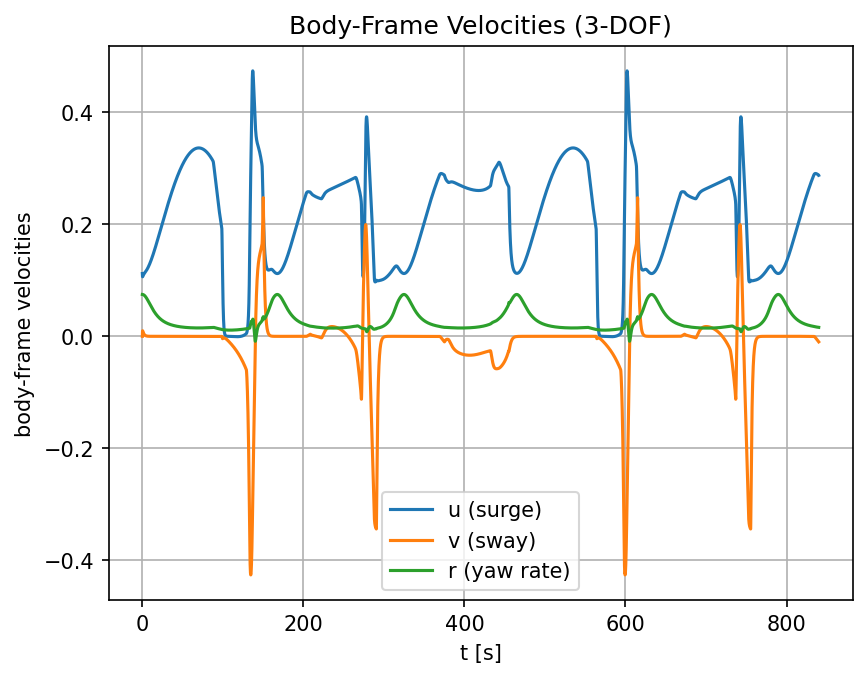 Body-Frame Velocities (3-DOF)
body-frame velocities
0.4
0.2
0.0
−0.2
−0.4
u (surge)
v (sway)
r (yaw rate)
0 200 400 600 800
t [s]